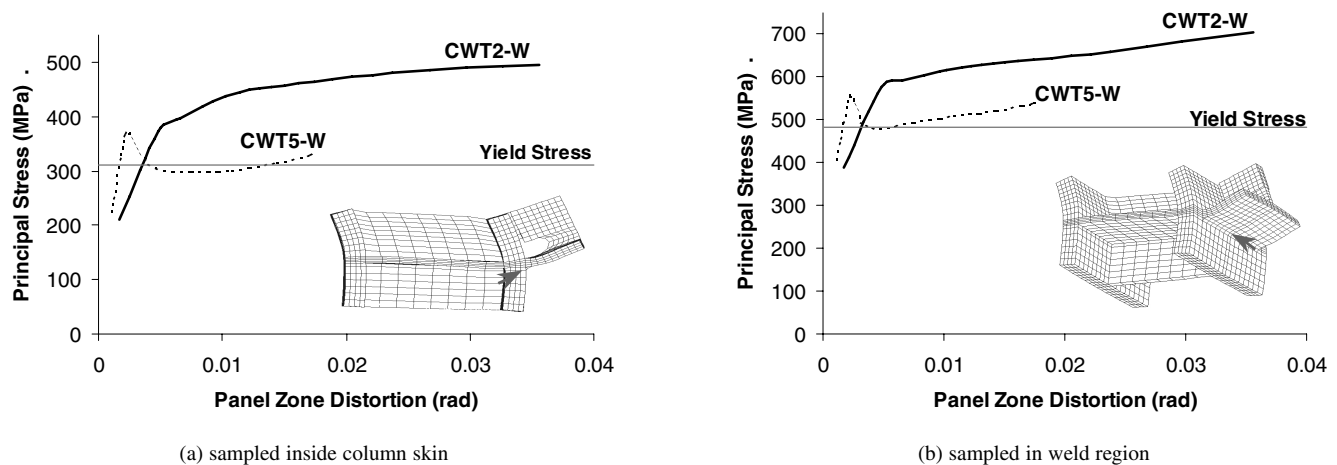 Principal Stress (MPa) .
500
400
300
200
100
0
0
0.01
0.02
0.03
0.04
CWT2-W
CWT5-W
Yield Stress
Panel Zone Distortion (rad)
(a) sampled inside column skin
Principal Stress (MPa) .
700
600
500
400
300
200
100
0
0
0.01
0.02
0.03
0.04
CWT2-W
CWT5-W
Yield Stress
Panel Zone Distortion (rad)
(b) sampled in weld region